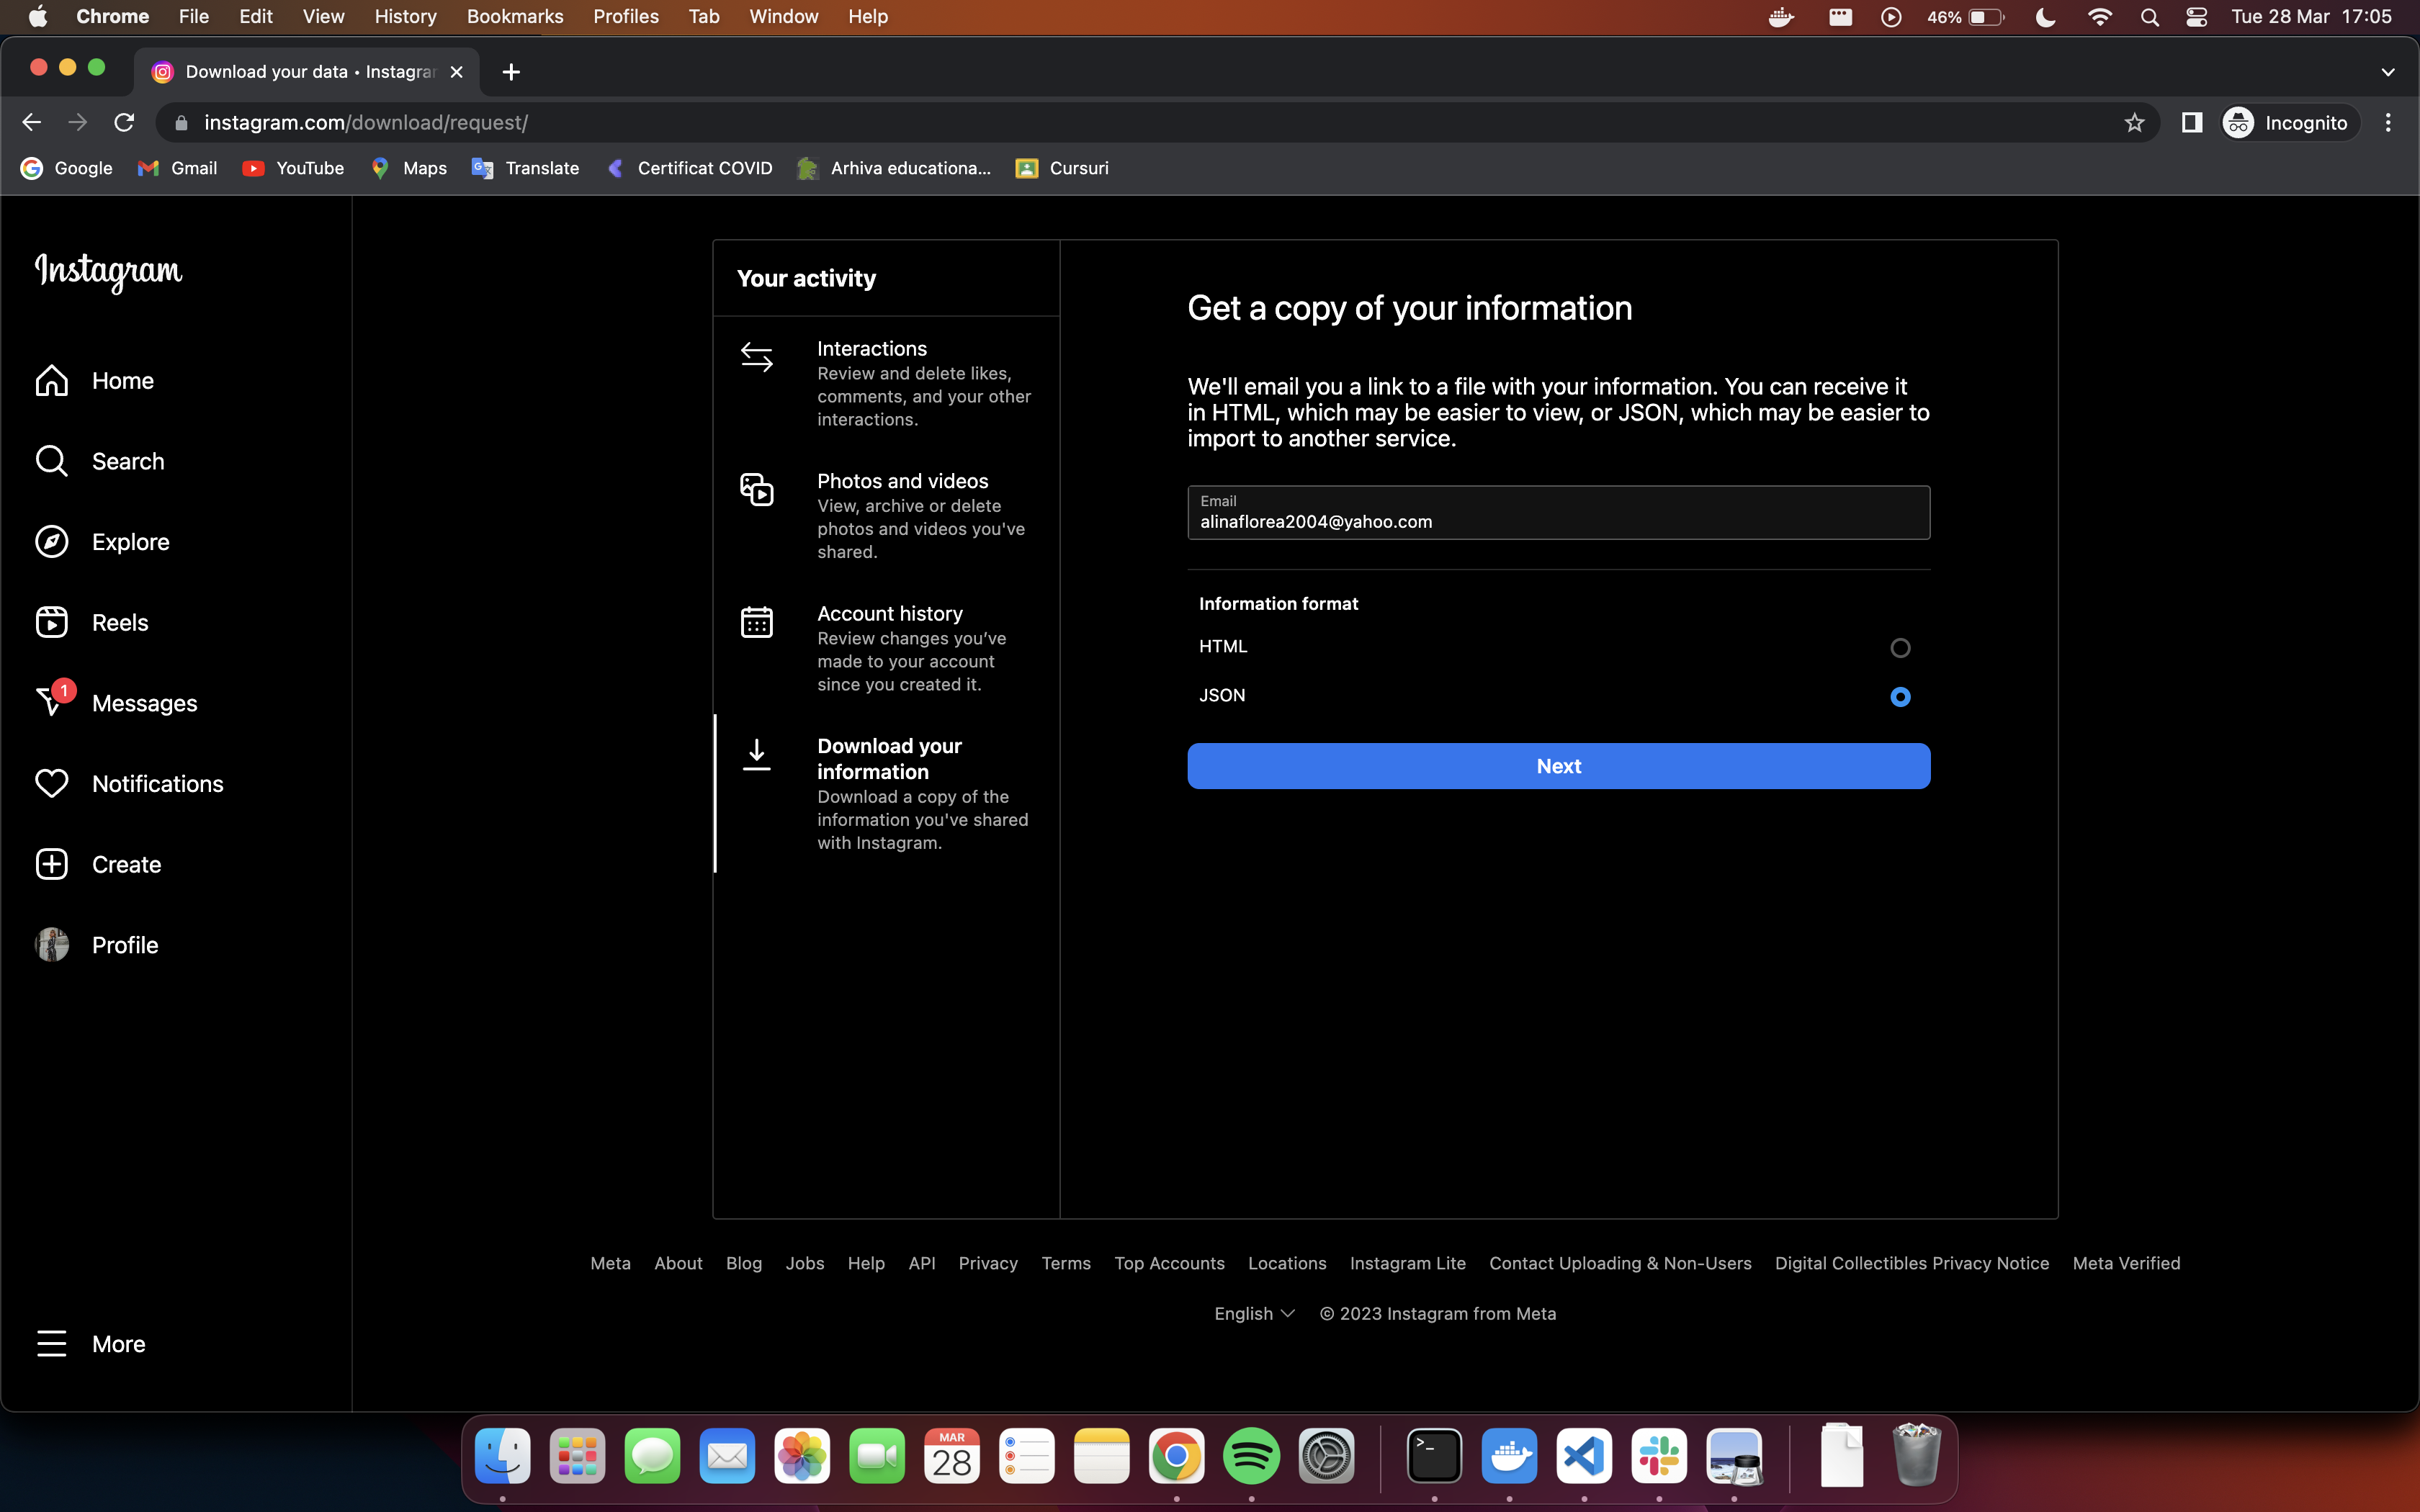 Chrome File Edit View History Bookmarks Profiles Tab Window Help 46% Tue 28 Mar 17:05
Download your data • Instagrar
instagram.com/download/request/
Incognito
Google Gmail YouTube Maps Translate Certificat COVID Arhiva educationa... Cursuri
Instagram
Home
Search
Explore
Reels
1
Messages
Notifications
Create
Profile
More
Your activity
Interactions
Review and delete likes,
comments, and your other
interactions.
Photos and videos
View, archive or delete
photos and videos you've
shared.
Account history
Review changes you’ve
made to your account
since you created it.
Download your
information
Download a copy of the
information you've shared
with Instagram.
Get a copy of your information
We'll email you a link to a file with your information. You can receive it
in HTML, which may be easier to view, or JSON, which may be easier to
import to another service.
Email
alinaflorea2004@yahoo.com
Information format
HTML
JSON
Next
Meta About Blog Jobs Help API Privacy Terms Top Accounts Locations Instagram Lite Contact Uploading & Non-Users Digital Collectibles Privacy Notice Meta Verified
English © 2023 Instagram from Meta
MAR
28
>_